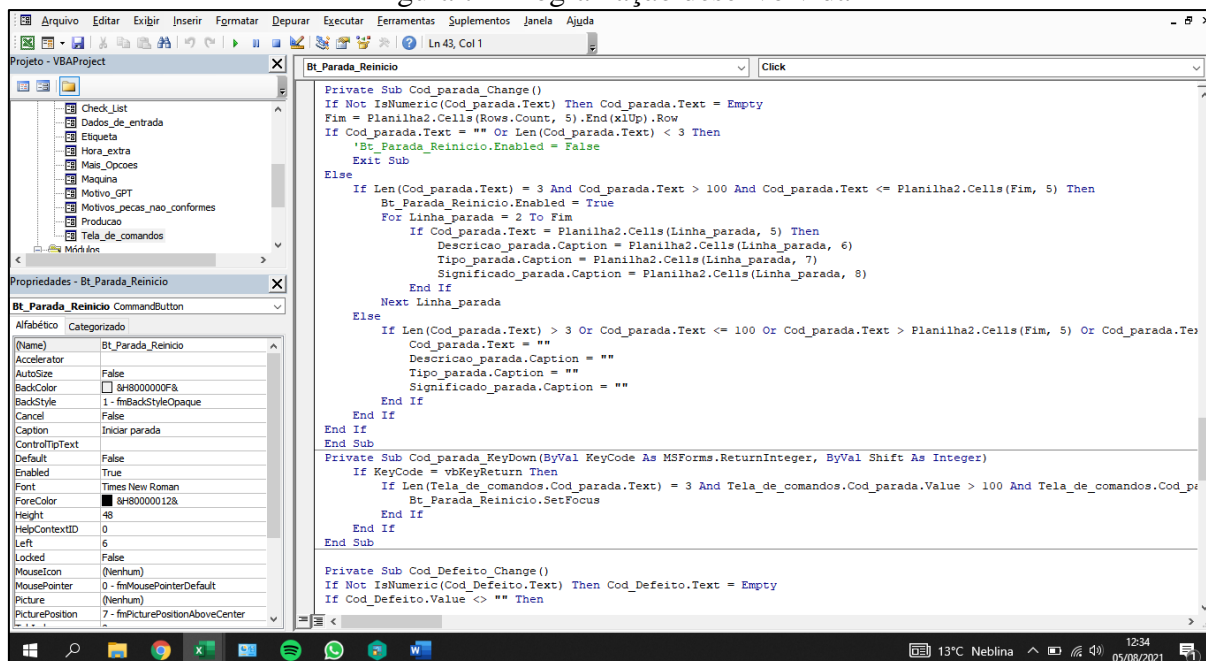 Arquivo Editar Exibir Inserir Formatar Depurar Executar Ferramentas Suplementos Janela Ajuda
Ln 43, Col 1
Projeto - VBAProject
Check_List
Dados_de_entrada
Etiqueta
Hora_extra
Mais_Opcoes
Maquina
Motivo_GPT
Motivos_pecas_nao_conformes
Producao
Tela_de_comandos
Módulos
Propriedades - Bt_Parada_Reinicio
Bt_Parada_Reinicio CommandButton
Alfabético Categorizado
(Name) Bt_Parada_Reinicio
Accelerator
AutoSize False
BackColor &H8000000F&
BackStyle 1 - fmBackStyleOpaque
Cancel False
Caption Iniciar parada
ControlTipText
Default False
Enabled True
Font Times New Roman
ForeColor &H80000012&
Height 48
HelpContextID 0
Left 6
Locked False
MouseIcon (Nenhum)
MousePointer 0 - fmMousePointerDefault
Picture (Nenhum)
PicturePosition 7 - fmPicturePositionAboveCenter
Bt_Parada_Reinicio Click
Private Sub Cod_parada_Change()
If Not IsNumeric(Cod_parada.Text) Then Cod_parada.Text = Empty
Fim = Planilha2.Cells(Rows.Count, 5).End(xlUp).Row
If Cod_parada.Text = "" Or Len(Cod_parada.Text) < 3 Then
'Bt_Parada_Reinicio.Enabled = False
Exit Sub
Else
If Len(Cod_parada.Text) = 3 And Cod_parada.Text > 100 And Cod_parada.Text <= Planilha2.Cells(Fim, 5) Then
Bt_Parada_Reinicio.Enabled = True
For Linha_parada = 2 To Fim
If Cod_parada.Text = Planilha2.Cells(Linha_parada, 5) Then
Descricao_parada.Caption = Planilha2.Cells(Linha_parada, 6)
Tipo_parada.Caption = Planilha2.Cells(Linha_parada, 7)
Significado_parada.Caption = Planilha2.Cells(Linha_parada, 8)
End If
Next Linha_parada
Else
If Len(Cod_parada.Text) > 3 Or Cod_parada.Text <= 100 Or Cod_parada.Text > Planilha2.Cells(Fim, 5) Or Cod_parada.Tex
Cod_parada.Text = ""
Descricao_parada.Caption = ""
Tipo_parada.Caption = ""
Significado_parada.Caption = ""
End If
End If
End If
End Sub
Private Sub Cod_parada_KeyDown(ByVal KeyCode As MSForms.ReturnInteger, ByVal Shift As Integer)
If KeyCode = vbKeyReturn Then
If Len(Tela_de_comandos.Cod_parada.Text) = 3 And Tela_de_comandos.Cod_parada.Value > 100 And Tela_de_comandos.Cod_pa
Bt_Parada_Reinicio.SetFocus
End If
End If
End Sub
Private Sub Cod_Defeito_Change()
If Not IsNumeric(Cod_Defeito.Text) Then Cod_Defeito.Text = Empty
If Cod_Defeito.Value <> "" Then
13°C Neblina
12:34
05/08/2021